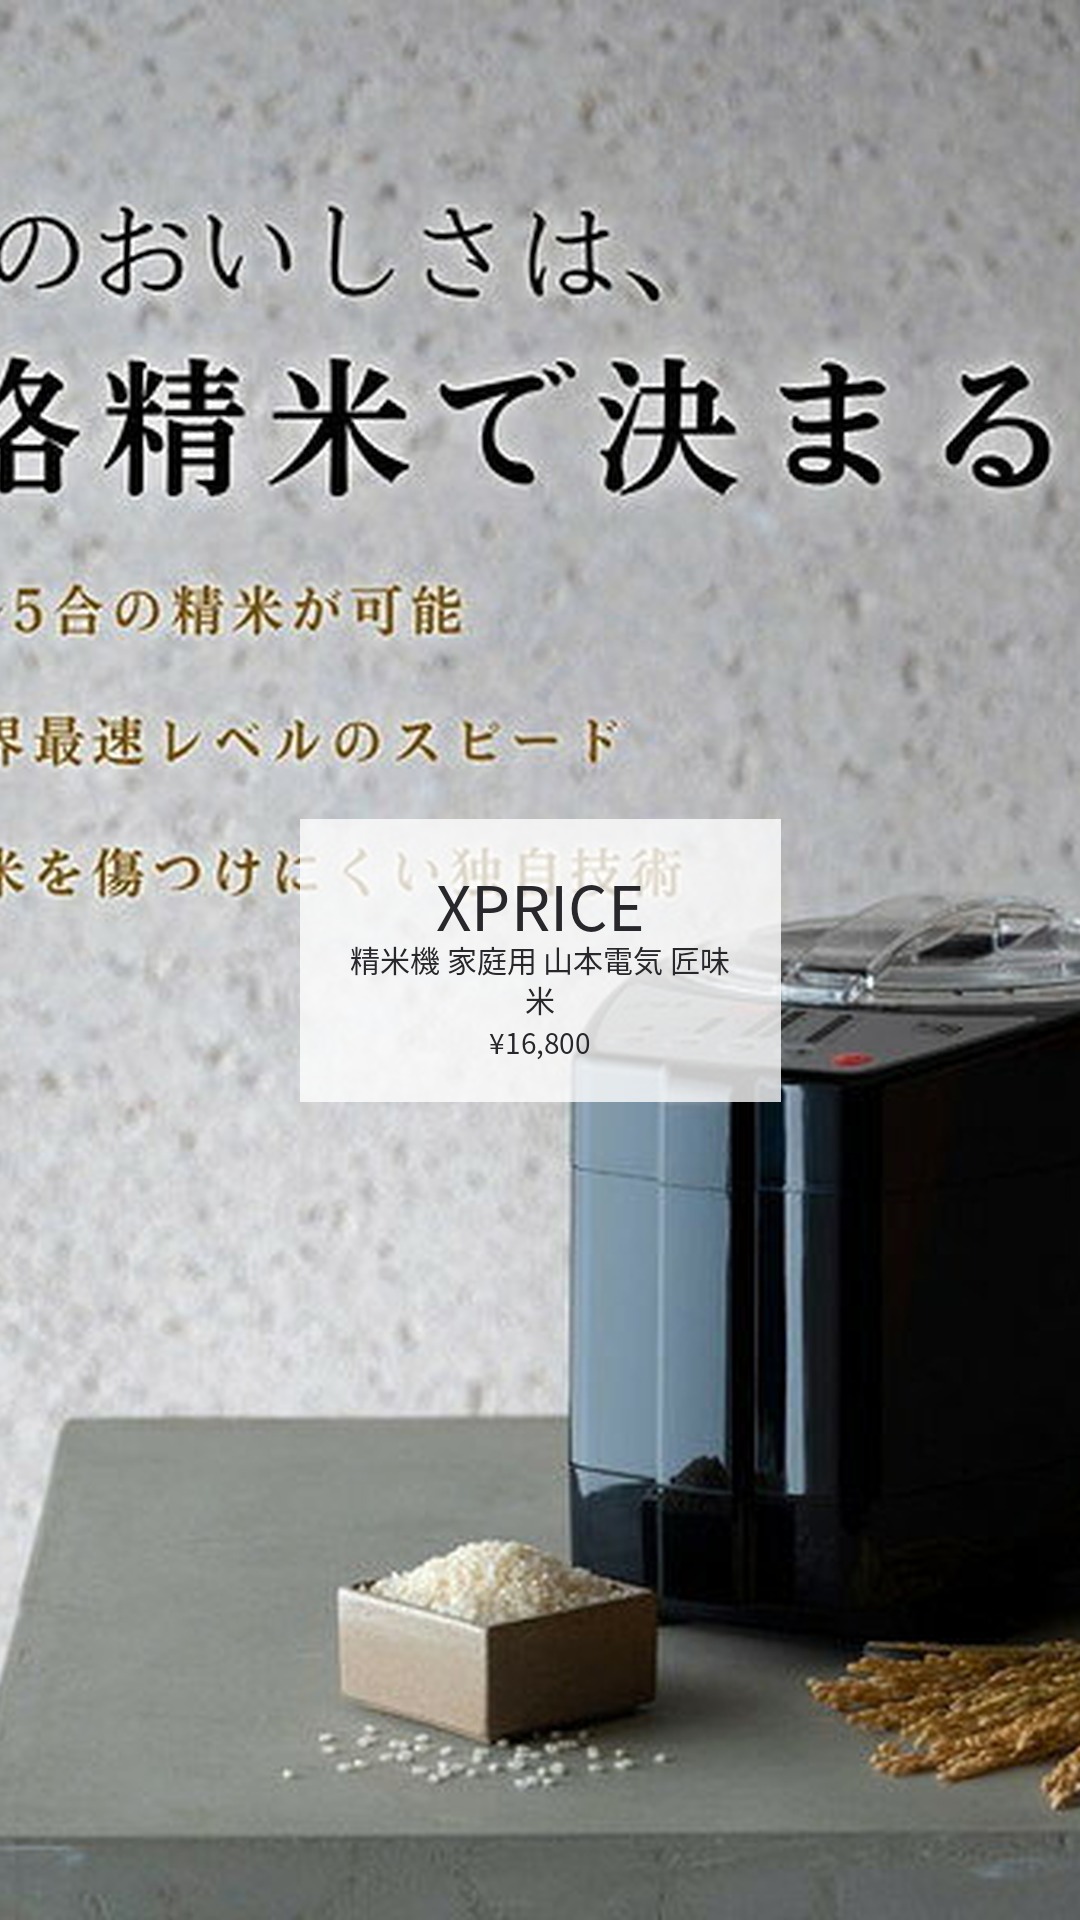 のおいしさは、
格精米で決まる
5合の精米が可能
界最速レベルのスピード
米を傷つけにくい独自技術
XPRICE
精米機 家庭用 山本電気 匠味
米
¥16,800